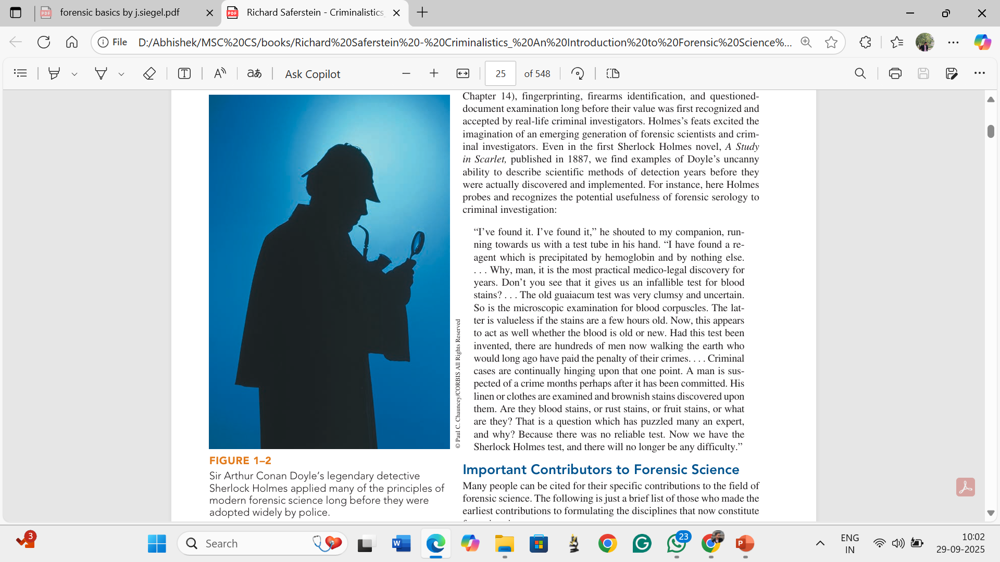 forensic basics by j.siegel.pdf
Richard Saferstein - Criminalistics_
File
D:/Abhishek/MSC%20CS/books/Richard%20Saferstein%20-%20Criminalistics_%20An%20Introduction%20to%20Forensic%20Science%...
Ask Copilot
25 of 548
Chapter 14), fingerprinting, firearms identification, and questioned-
document examination long before their value was first recognized and
accepted by real-life criminal investigators. Holmes’s feats excited the
imagination of an emerging generation of forensic scientists and crim-
inal investigators. Even in the first Sherlock Holmes novel, A Study
in Scarlet, published in 1887, we find examples of Doyle’s uncanny
ability to describe scientific methods of detection years before they
were actually discovered and implemented. For instance, here Holmes
probes and recognizes the potential usefulness of forensic serology to
criminal investigation:
“I’ve found it. I’ve found it,” he shouted to my companion, run-
ning towards us with a test tube in his hand. “I have found a re-
agent which is precipitated by hemoglobin and by nothing else.
. . . Why, man, it is the most practical medico-legal discovery for
years. Don’t you see that it gives us an infallible test for blood
stains? . . . The old guaiacum test was very clumsy and uncertain.
So is the microscopic examination for blood corpuscles. The lat-
ter is valueless if the stains are a few hours old. Now, this appears
to act as well whether the blood is old or new. Had this test been
invented, there are hundreds of men now walking the earth who
would long ago have paid the penalty of their crimes. . . . Criminal
cases are continually hinging upon that one point. A man is sus-
pected of a crime months perhaps after it has been committed. His
linen or clothes are examined and brownish stains discovered upon
them. Are they blood stains, or rust stains, or fruit stains, or what
are they? That is a question which has puzzled many an expert,
and why? Because there was no reliable test. Now we have the
Sherlock Holmes test, and there will no longer be any difficulty.”
© Paul C. Chauncey/CORBIS All Rights Reserved
FIGURE 1–2
Sir Arthur Conan Doyle’s legendary detective
Sherlock Holmes applied many of the principles of
modern forensic science long before they were
adopted widely by police.
Important Contributors to Forensic Science
Many people can be cited for their specific contributions to the field of
forensic science. The following is just a brief list of those who made the
earliest contributions to formulating the disciplines that now constitute
3
Search
23
ENG
IN
10:02
29-09-2025